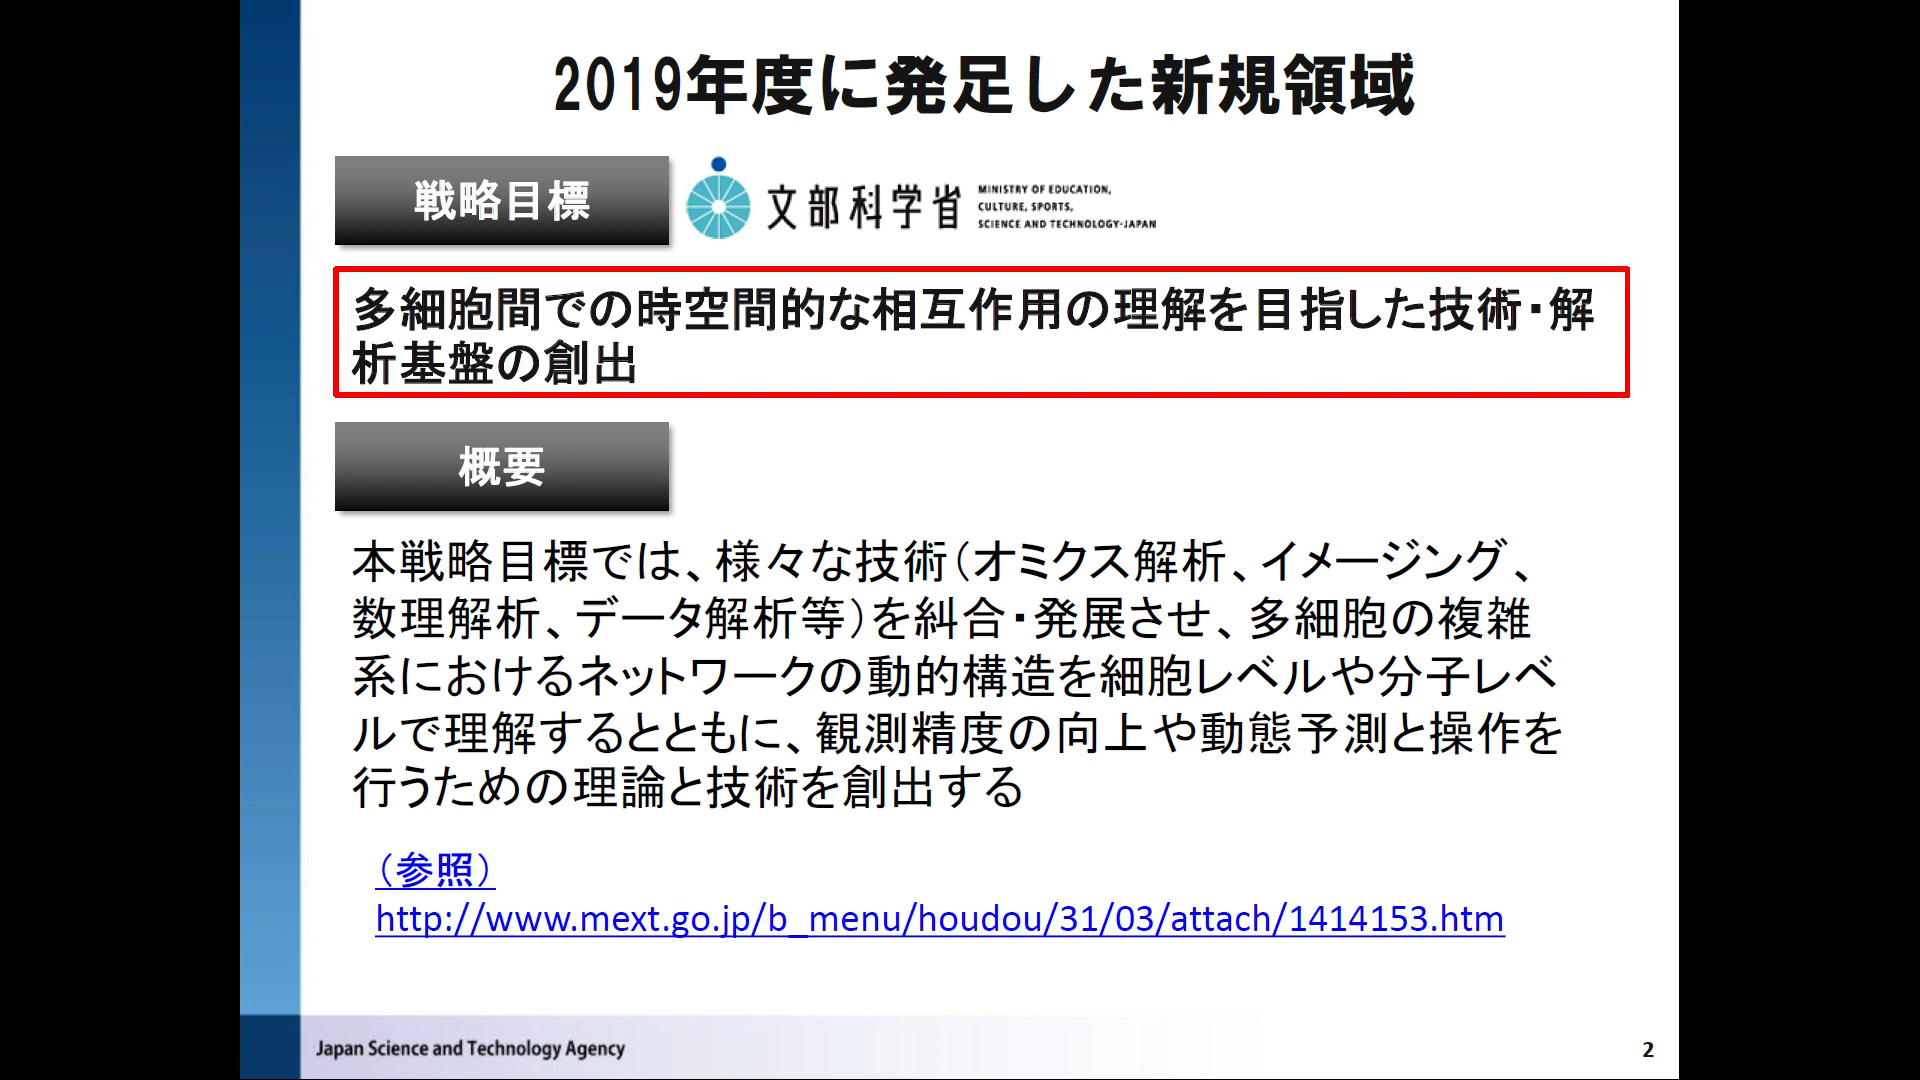 2019年度に発足した新規領域
戦略目標
文部科学省
MINISTRY OF EDUCATION,
CULTURE, SPORTS,
SCIENCE AND TECHNOLOGY-JAPAN
多細胞間での時空間的な相互作用の理解を目指した技術・解
析基盤の創出
概要
本戦略目標では、様々な技術（オミクス解析、イメージング、
数理解析、データ解析等）を糾合・発展させ、多細胞の複雑
系におけるネットワークの動的構造を細胞レベルや分子レベ
ルで理解するとともに、観測精度の向上や動態予測と操作を
行うための理論と技術を創出する
（参照）
http://www.mext.go.jp/b_menu/houdou/31/03/attach/1414153.htm
Japan Science and Technology Agency
2